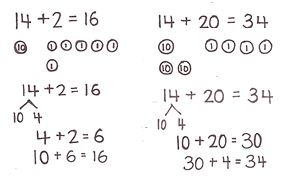 14 + 2 = 16
10 1 1 1 1 1
1
14 + 2 = 16
10 4
4 + 2 = 6
10 + 6 = 16
14 + 20 = 34
10 1 1 1 1
10 10
14 + 20 = 34
10 4
10 + 20 = 30
30 + 4 = 34